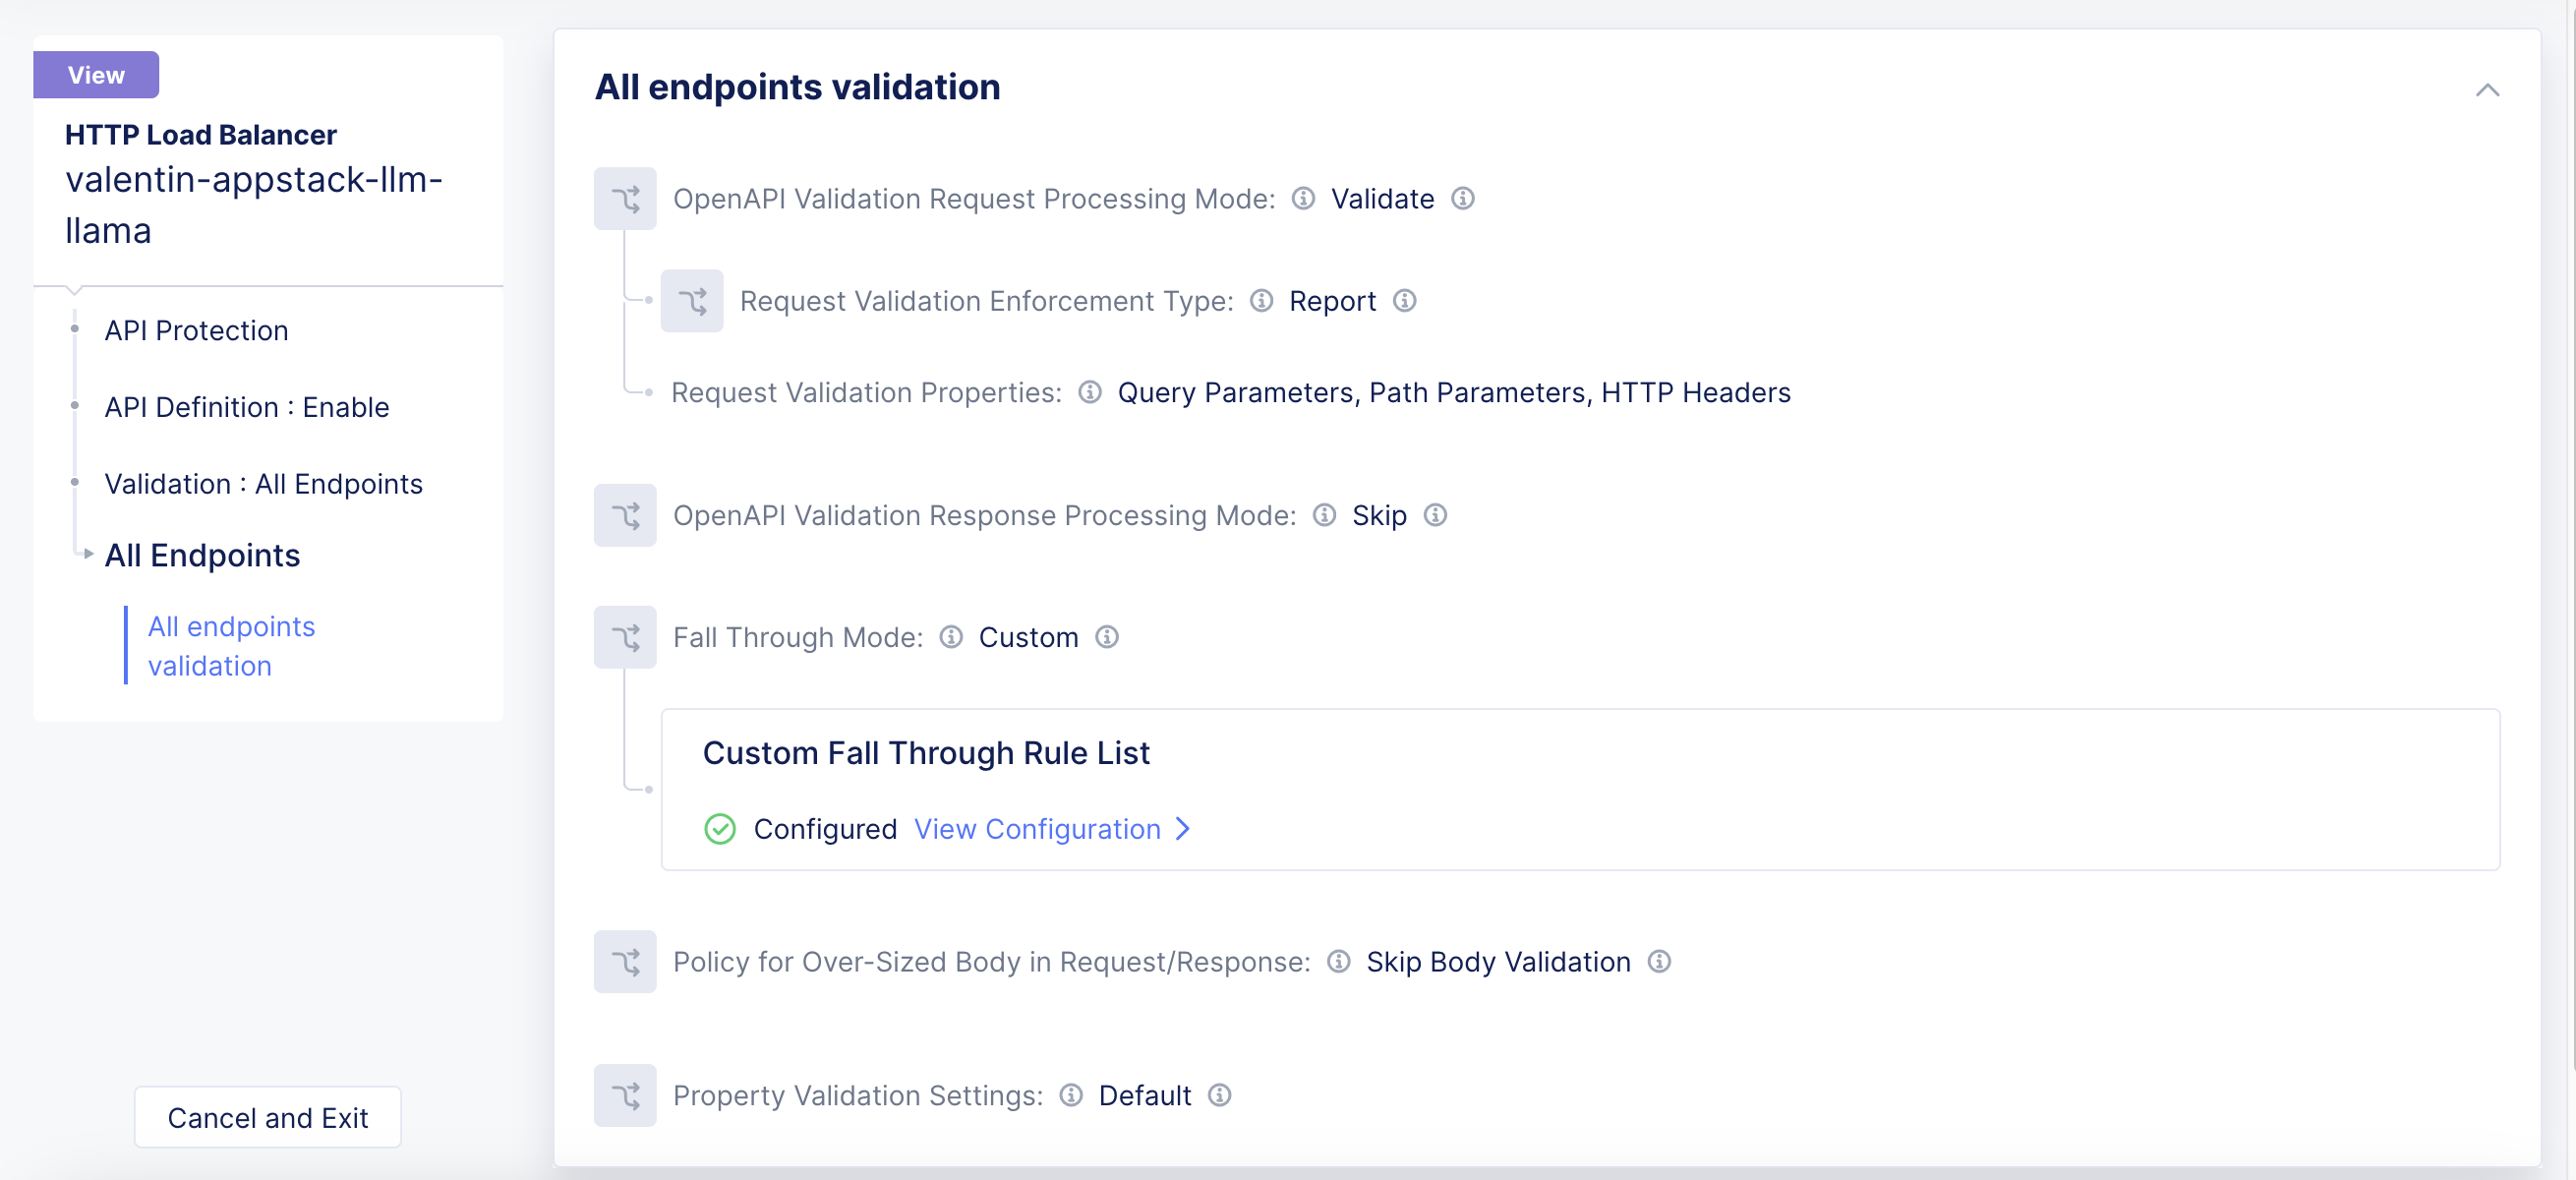 View
HTTP Load Balancer
valentin-appstack-llm-
llama
API Protection
API Definition : Enable
Validation : All Endpoints
All Endpoints
All endpoints
validation
Cancel and Exit
All endpoints validation
OpenAPI Validation Request Processing Mode: Validate
Request Validation Enforcement Type: Report
Request Validation Properties: Query Parameters, Path Parameters, HTTP Headers
OpenAPI Validation Response Processing Mode: Skip
Fall Through Mode: Custom
Custom Fall Through Rule List
Configured View Configuration
Policy for Over-Sized Body in Request/Response: Skip Body Validation
Property Validation Settings: Default